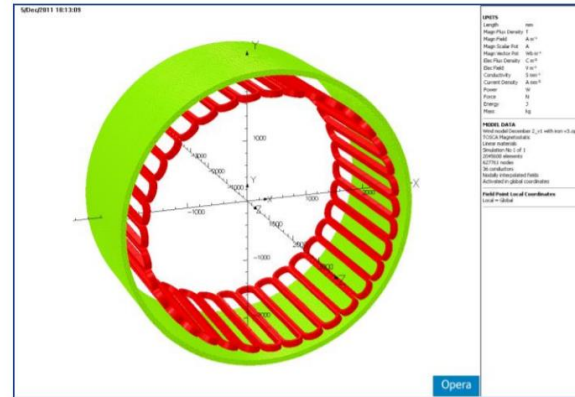 5/Dec/2011 18:13:09
UNITS
Length mm
Magn Flux Density T
Magn Field A m⁻¹
Magn Scalar Pot A
Magn Vector Pot Wb m⁻¹
Elec Flux Density C m⁻²
Elec Field V m⁻¹
Conductivity S mm⁻¹
Current Density A mm⁻²
Power W
Force N
Energy J
Mass kg
MODEL DATA
TOSCA Magnetostatic
Linear materials
Simulation No 1 of 1
36 conductors
Nodally interpolated fields
Activated in global coordinates
Field Point Local Coordinates
Local = Global
Y
1000
X
-1000
Y
X
Z
1000
Z
-1000
Opera